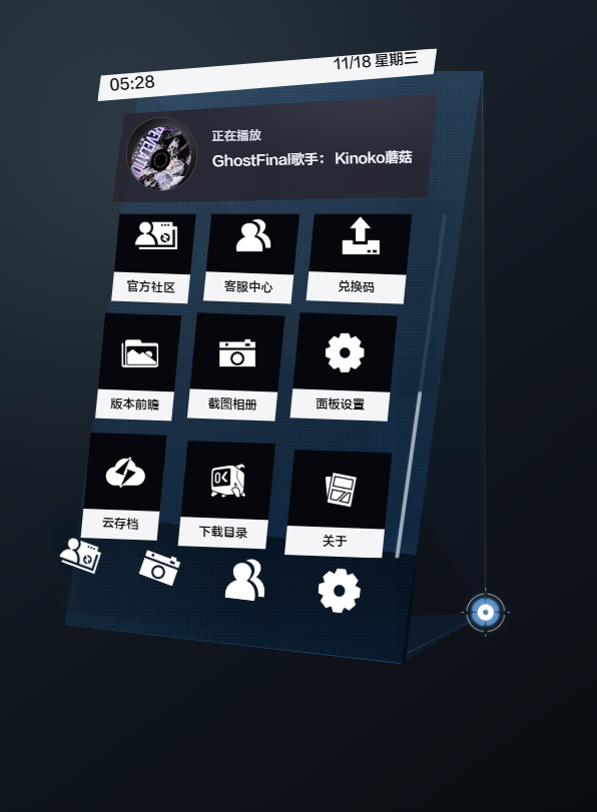 05:28
11/18 星期三
REVELATI
正在播放
GhostFinal歌手： Kinoko蘑菇
官方社区
客服中心
兑换码
版本前瞻
截图相册
面板设置
云存档
下载目录
关于